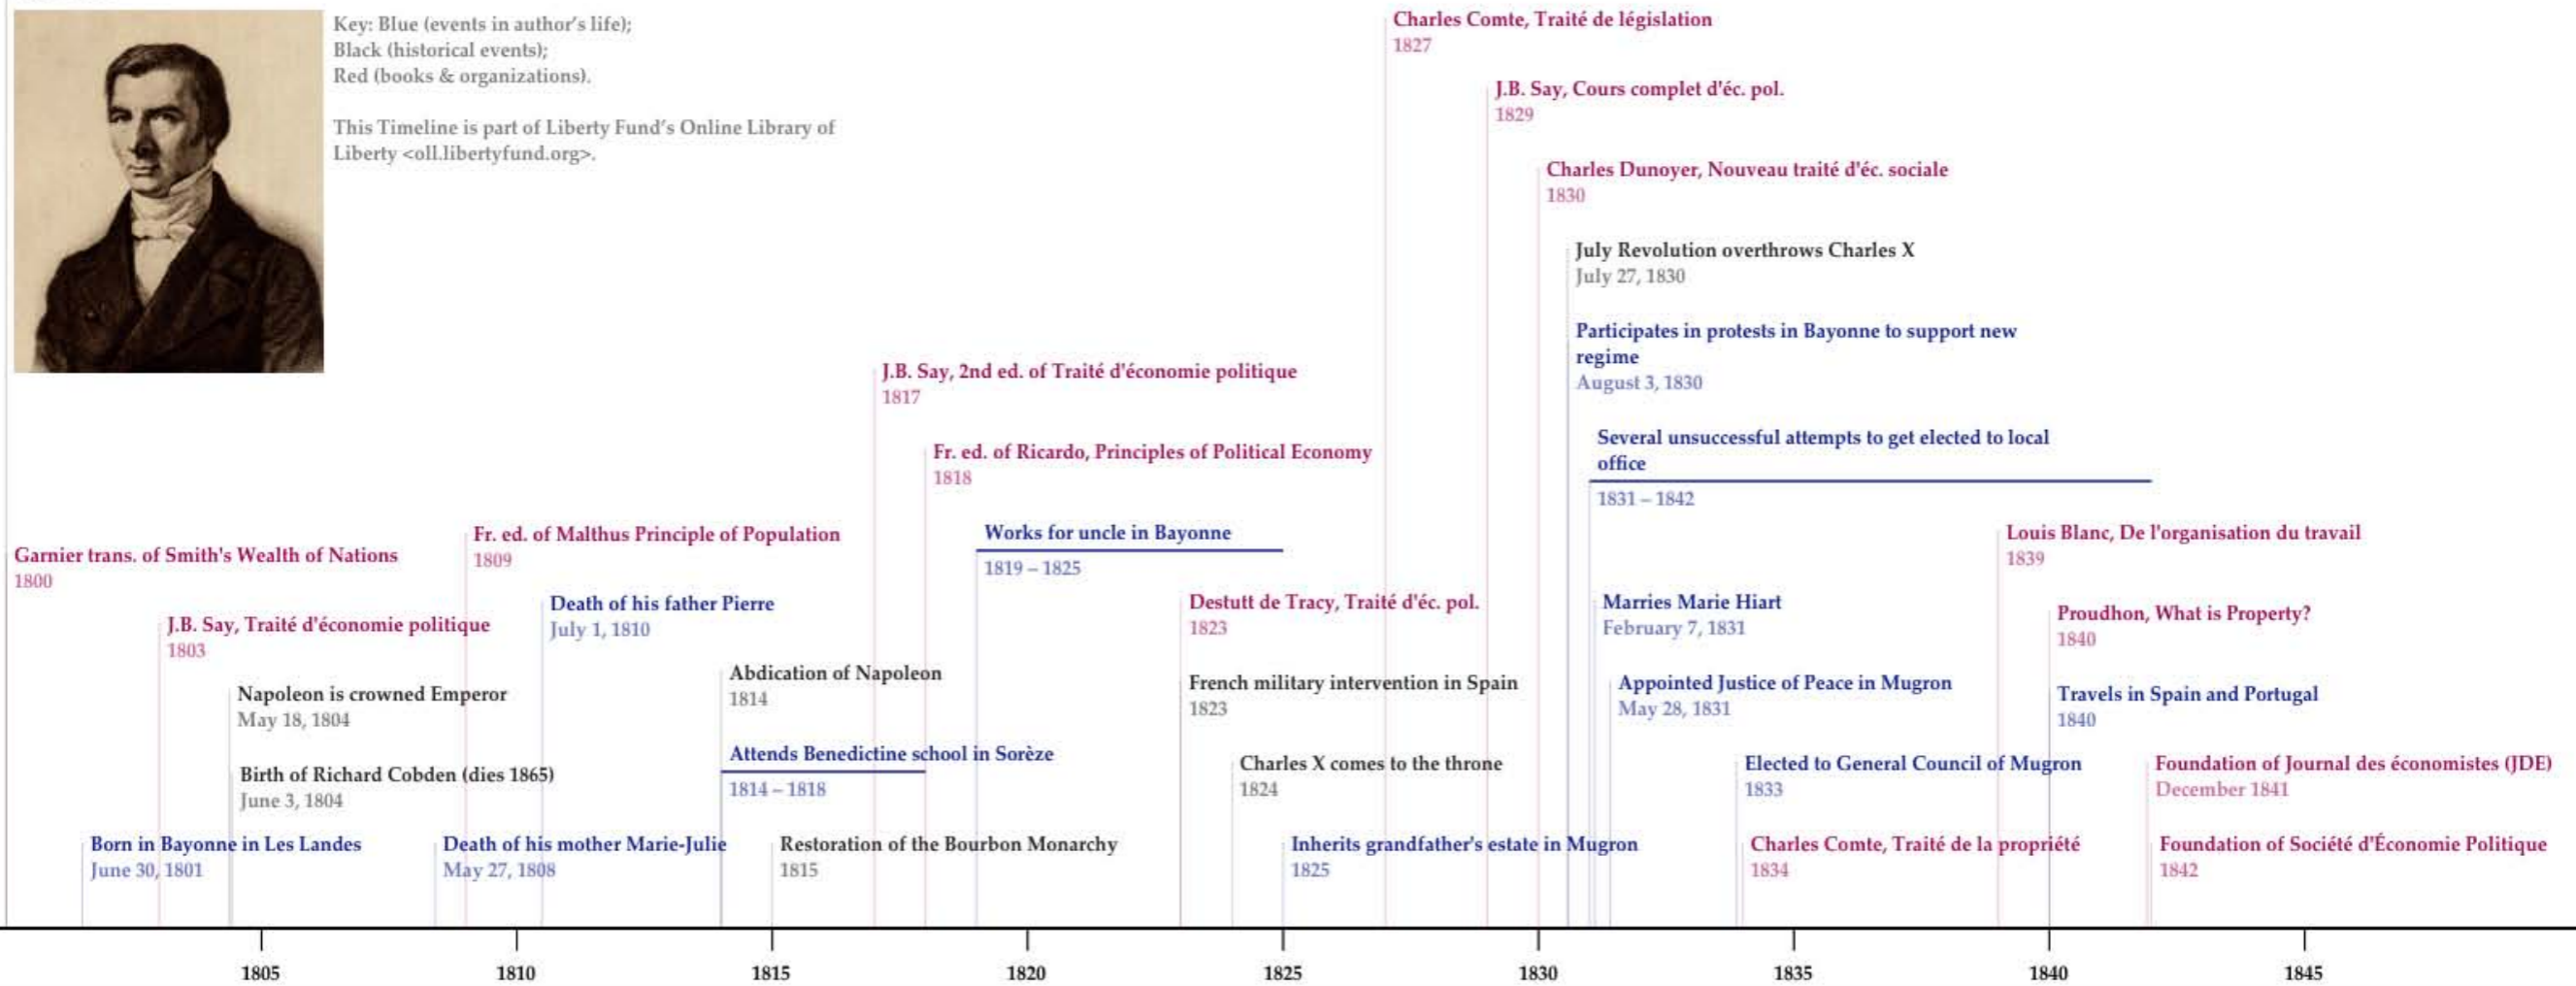 Key: Blue (events in author's life);
Black (historical events);
Red (books & organizations).
This Timeline is part of Liberty Fund's Online Library of
Liberty <oll.libertyfund.org>.
Charles Comte, Traité de législation
1827
J.B. Say, Cours complet d'éc. pol.
1829
Charles Dunoyer, Nouveau traité d'éc. sociale
1830
July Revolution overthrows Charles X
July 27, 1830
Participates in protests in Bayonne to support new
regime
August 3, 1830
J.B. Say, 2nd ed. of Traité d'économie politique
1817
Several unsuccessful attempts to get elected to local
office
1831 – 1842
Fr. ed. of Ricardo, Principles of Political Economy
1818
Garnier trans. of Smith's Wealth of Nations
1800
Fr. ed. of Malthus Principle of Population
1809
Works for uncle in Bayonne
1819 – 1825
Louis Blanc, De l'organisation du travail
1839
J.B. Say, Traité d'économie politique
1803
Death of his father Pierre
July 1, 1810
Destutt de Tracy, Traité d'éc. pol.
1823
Marries Marie Hiart
February 7, 1831
Proudhon, What is Property?
1840
Napoleon is crowned Emperor
May 18, 1804
Abdication of Napoleon
1814
French military intervention in Spain
1823
Appointed Justice of Peace in Mugron
May 28, 1831
Travels in Spain and Portugal
1840
Birth of Richard Cobden (dies 1865)
June 3, 1804
Attends Benedictine school in Sorèze
1814 – 1818
Charles X comes to the throne
1824
Elected to General Council of Mugron
1833
Foundation of Journal des économistes (JDE)
December 1841
Born in Bayonne in Les Landes
June 30, 1801
Death of his mother Marie-Julie
May 27, 1808
Restoration of the Bourbon Monarchy
1815
Inherits grandfather's estate in Mugron
1825
Charles Comte, Traité de la propriété
1834
Foundation of Société d'Économie Politique
1842
1805 1810 1815 1820 1825 1830 1835 1840 1845